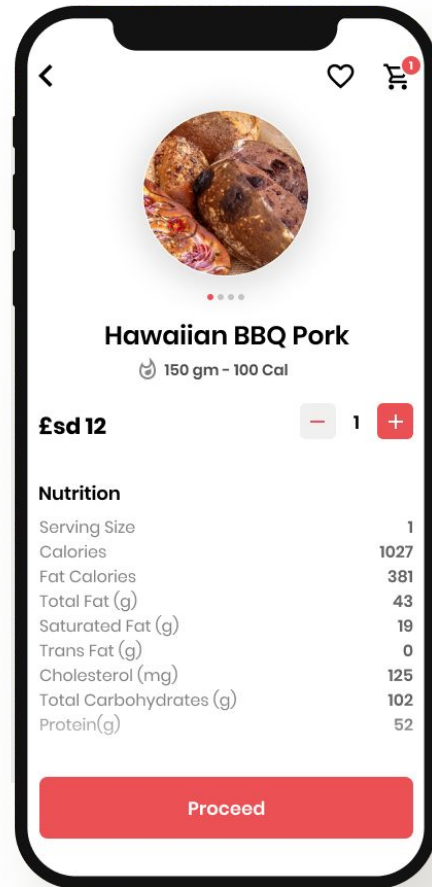 1
Hawaiian BBQ Pork
150 gm - 100 Cal
£sd 12
1
Nutrition
Serving Size 1
Calories 1027
Fat Calories 381
Total Fat (g) 43
Saturated Fat (g) 19
Trans Fat (g) 0
Cholesterol (mg) 125
Total Carbohydrates (g) 102
Protein(g) 52
Proceed